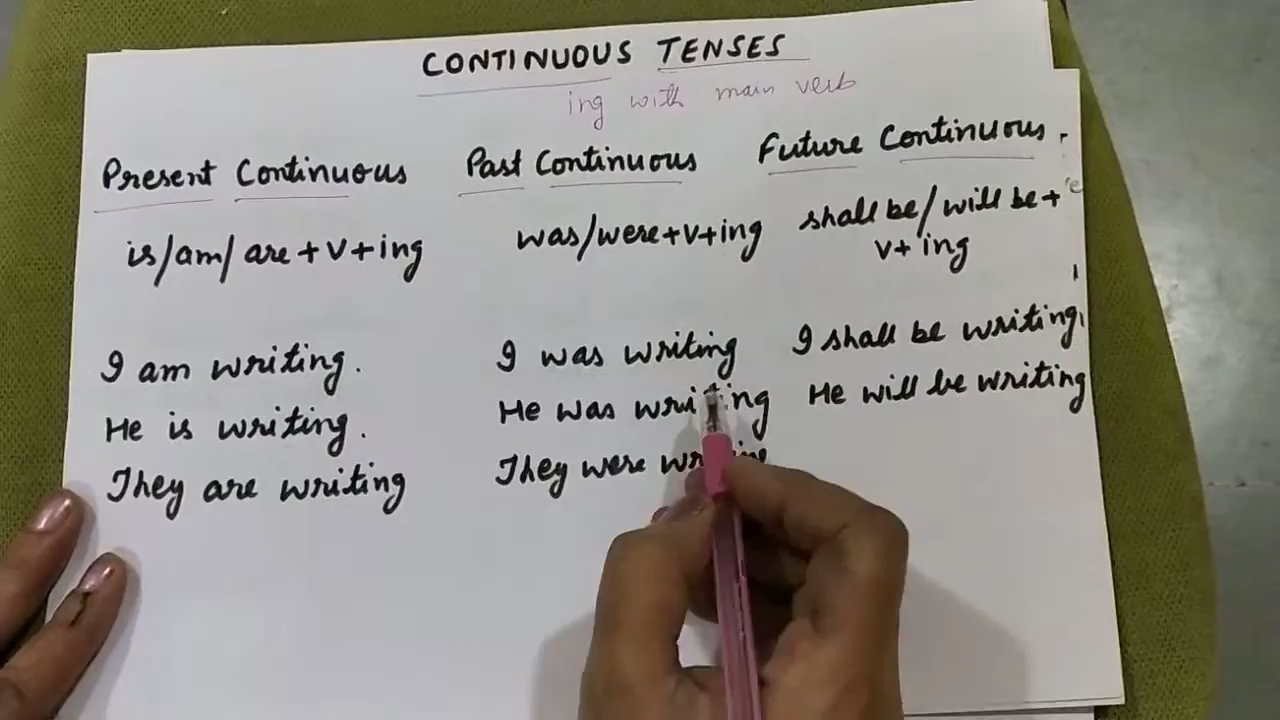 CONTINUOUS TENSES
ing with main verb
Present Continuous
is/am/are+v+ing
I am writing.
He is writing.
They are writing
Past Continuous
was/were+v+ing
I was writing
He was writing
They were
Future Continuous
shall be/will be+
v+ing
I shall be writing
He will be writing